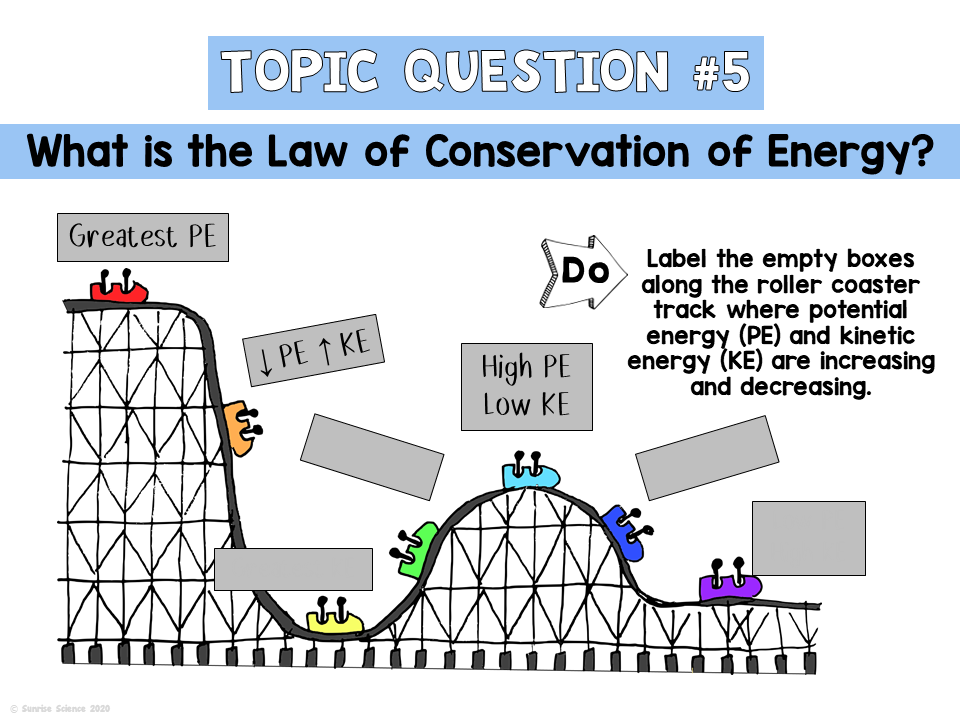 TOPIC QUESTION #5
What is the Law of Conservation of Energy?
Greatest PE
↓ PE ↑ KE
High PE
Low KE
Do
Label the empty boxes
along the roller coaster
track where potential
energy (PE) and kinetic
energy (KE) are increasing
and decreasing.
© Sunrise Science 2020